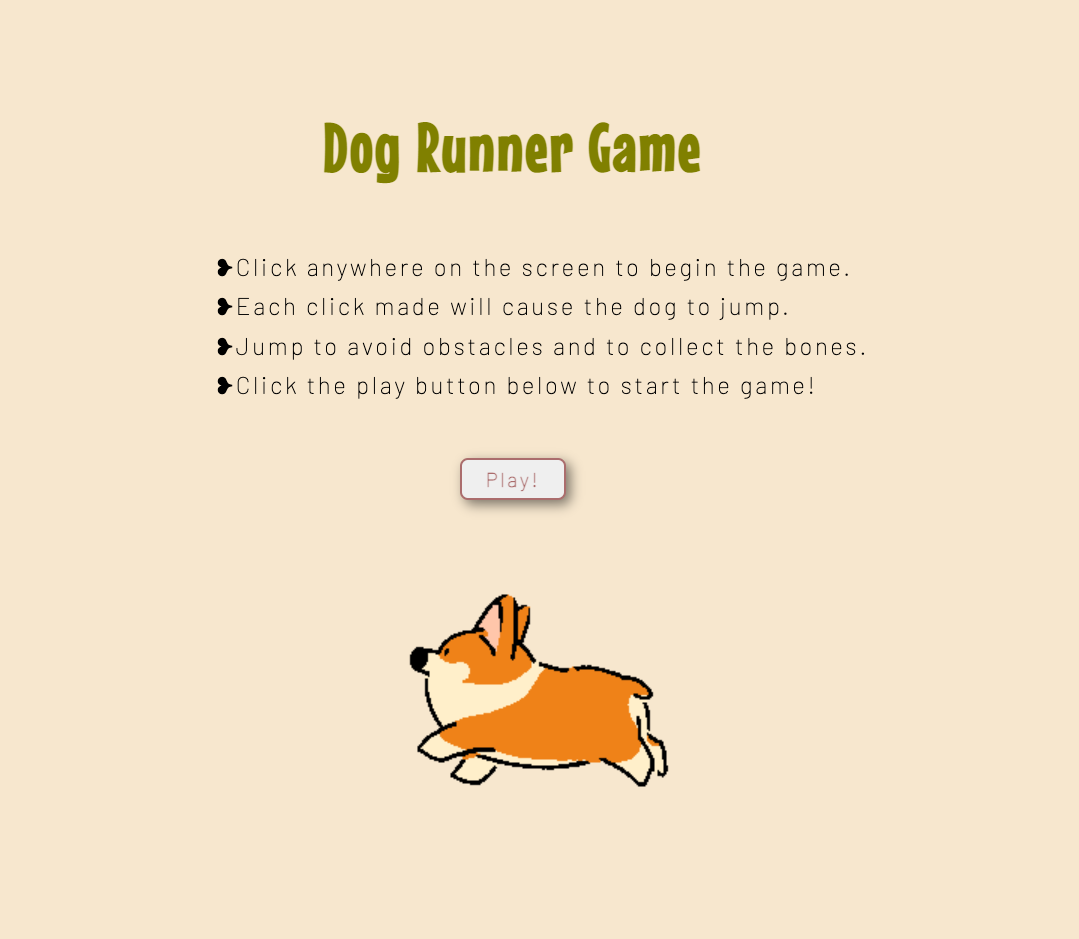 Dog Runner Game
❥Click anywhere on the screen to begin the game.
❥Each click made will cause the dog to jump.
❥Jump to avoid obstacles and to collect the bones.
❥Click the play button below to start the game!
Play!